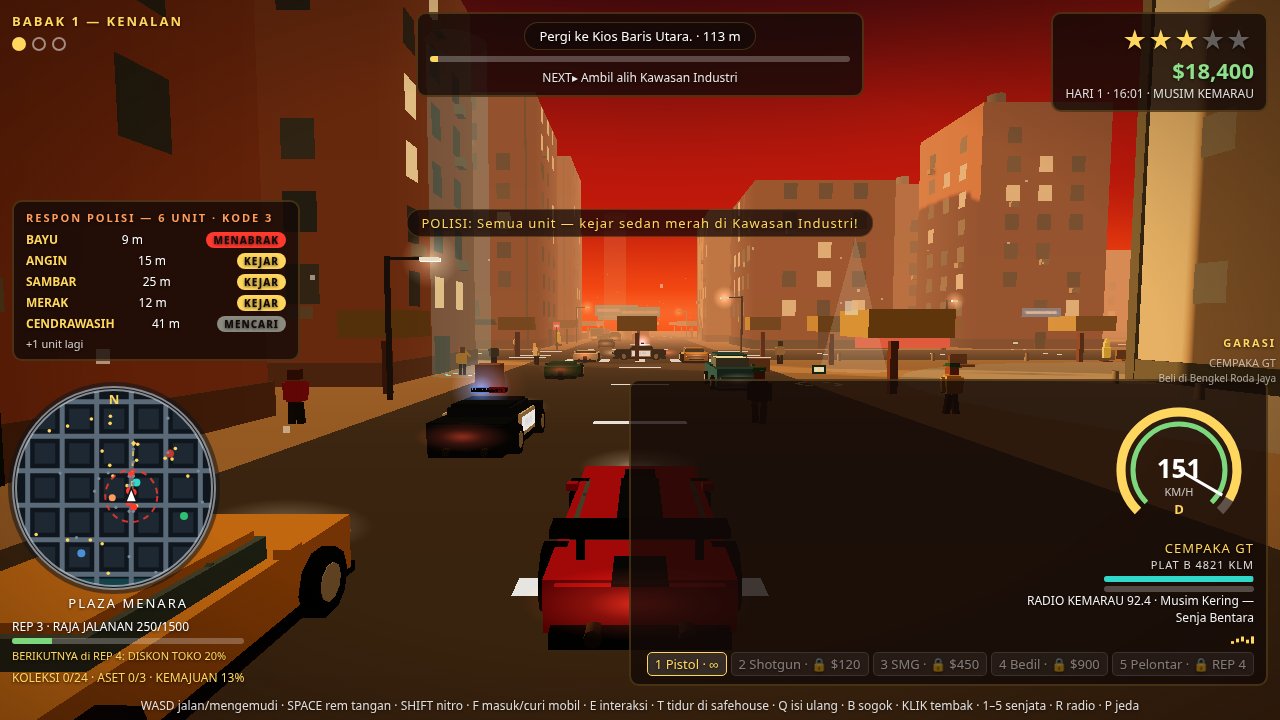 BABAK 1 — KENALAN
Pergi ke Kios Baris Utara. · 113 m
NEXT▸ Ambil alih Kawasan Industri
★★★★★
$18,400
HARI 1 · 16:01 · MUSIM KEMARAU
RESPON POLISI — 6 UNIT · KODE 3
BAYU 9 m MENABRAK
ANGIN 15 m KEJAR
SAMBAR 25 m KEJAR
MERAK 12 m KEJAR
CENDRAWASIH 41 m MENCARI
+1 unit lagi
POLISI: Semua unit — kejar sedan merah di Kawasan Industri!
GARASI
CEMPAKA GT
Beli di Bengkel Roda Jaya
N
151
KM/H
D
CEMPAKA GT
PLAT B 4821 KLM
RADIO KEMARAU 92.4 · Musim Kering —
Senja Bentara
PLAZA MENARA
REP 3 · RAJA JALANAN 250/1500
BERIKUTNYA di REP 4: DISKON TOKO 20%
KOLEKSI 0/24 · ASET 0/3 · KEMAJUAN 13%
1 Pistol · ∞ 2 Shotgun · 🔒 $120 3 SMG · 🔒 $450 4 Bedil · 🔒 $900 5 Pelontar · 🔒 REP 4
WASD jalan/mengemudi · SPACE rem tangan · SHIFT nitro · F masuk/curi mobil · E interaksi · T tidur di safehouse · Q isi ulang · B sogok · KLIK tembak · 1–5 senjata · R radio · P jeda